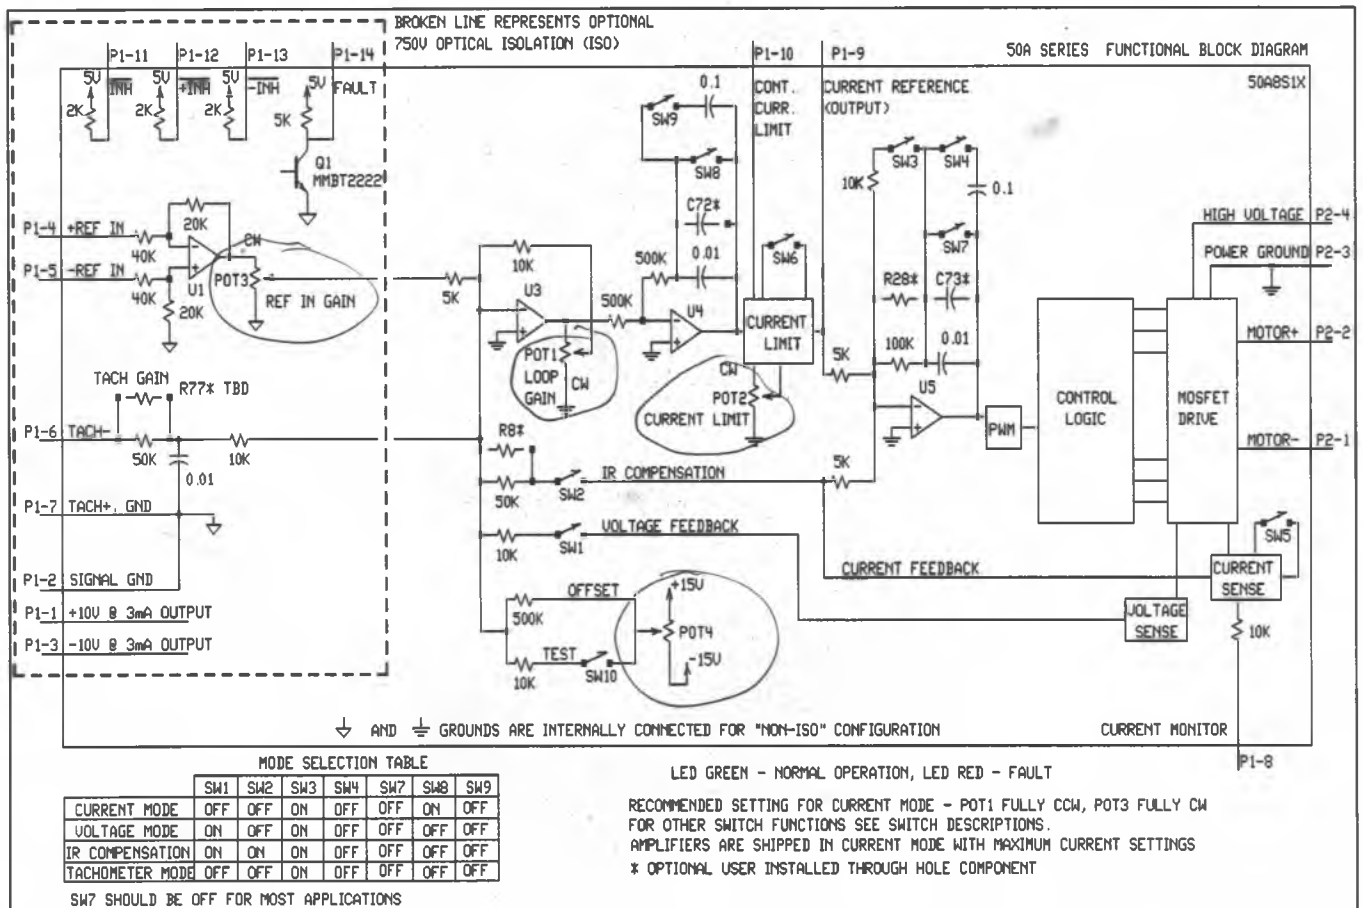 BROKEN LINE REPRESENTS OPTIONAL
750V OPTICAL ISOLATION (ISO)
50A SERIES FUNCTIONAL BLOCK DIAGRAM
50A8S1X
P1-11
P1-12
P1-13
P1-14
P1-10
P1-9
5V
INH
5V
+INH
5V
-INH
5V
FAULT
2K
2K
2K
5K
Q1
MMBT2222
0.1
SW9
SW8
C72*
0.01
500K
CONT.
CURR.
LIMIT
CURRENT REFERENCE
(OUTPUT)
SW3
SW4
10K
0.1
SW7
SW6
R28*
C73*
100K
0.01
HIGH VOLTAGE P2-4
POWER GROUND P2-3
MOTOR+ P2-2
MOTOR- P2-1
P1-4 +REF IN
P1-5 -REF IN
20K
40K
40K
20K
U1
CW
POT3
REF IN GAIN
5K
10K
U3
500K
U4
POT1
LOOP
GAIN
CW
CURRENT
LIMIT
CW
POT2
CURRENT LIMIT
5K
U5
PWM
CONTROL
LOGIC
MOSFET
DRIVE
TACH GAIN
R77* TBD
P1-6 TACH-
50K
10K
0.01
P1-7 TACH+, GND
P1-2 SIGNAL GND
P1-1 +10V @ 3mA OUTPUT
P1-3 -10V @ 3mA OUTPUT
R8*
50K
SW2
IR COMPENSATION
5K
10K
SW1
VOLTAGE FEEDBACK
CURRENT FEEDBACK
SW5
CURRENT
SENSE
VOLTAGE
SENSE
10K
OFFSET
500K
TEST
10K
SW10
+15V
POT4
-15V
AND GROUNDS ARE INTERNALLY CONNECTED FOR "NON-ISO" CONFIGURATION
CURRENT MONITOR
P1-8
MODE SELECTION TABLE
SW1 SW2 SW3 SW4 SW7 SW8 SW9
CURRENT MODE OFF OFF ON OFF OFF ON OFF
VOLTAGE MODE ON OFF ON OFF OFF OFF OFF
IR COMPENSATION ON ON ON OFF OFF OFF OFF
TACHOMETER MODE OFF OFF ON OFF OFF OFF OFF
SW7 SHOULD BE OFF FOR MOST APPLICATIONS
LED GREEN - NORMAL OPERATION, LED RED - FAULT
RECOMMENDED SETTING FOR CURRENT MODE - POT1 FULLY CCW, POT3 FULLY CW
FOR OTHER SWITCH FUNCTIONS SEE SWITCH DESCRIPTIONS.
AMPLIFIERS ARE SHIPPED IN CURRENT MODE WITH MAXIMUM CURRENT SETTINGS
* OPTIONAL USER INSTALLED THROUGH HOLE COMPONENT